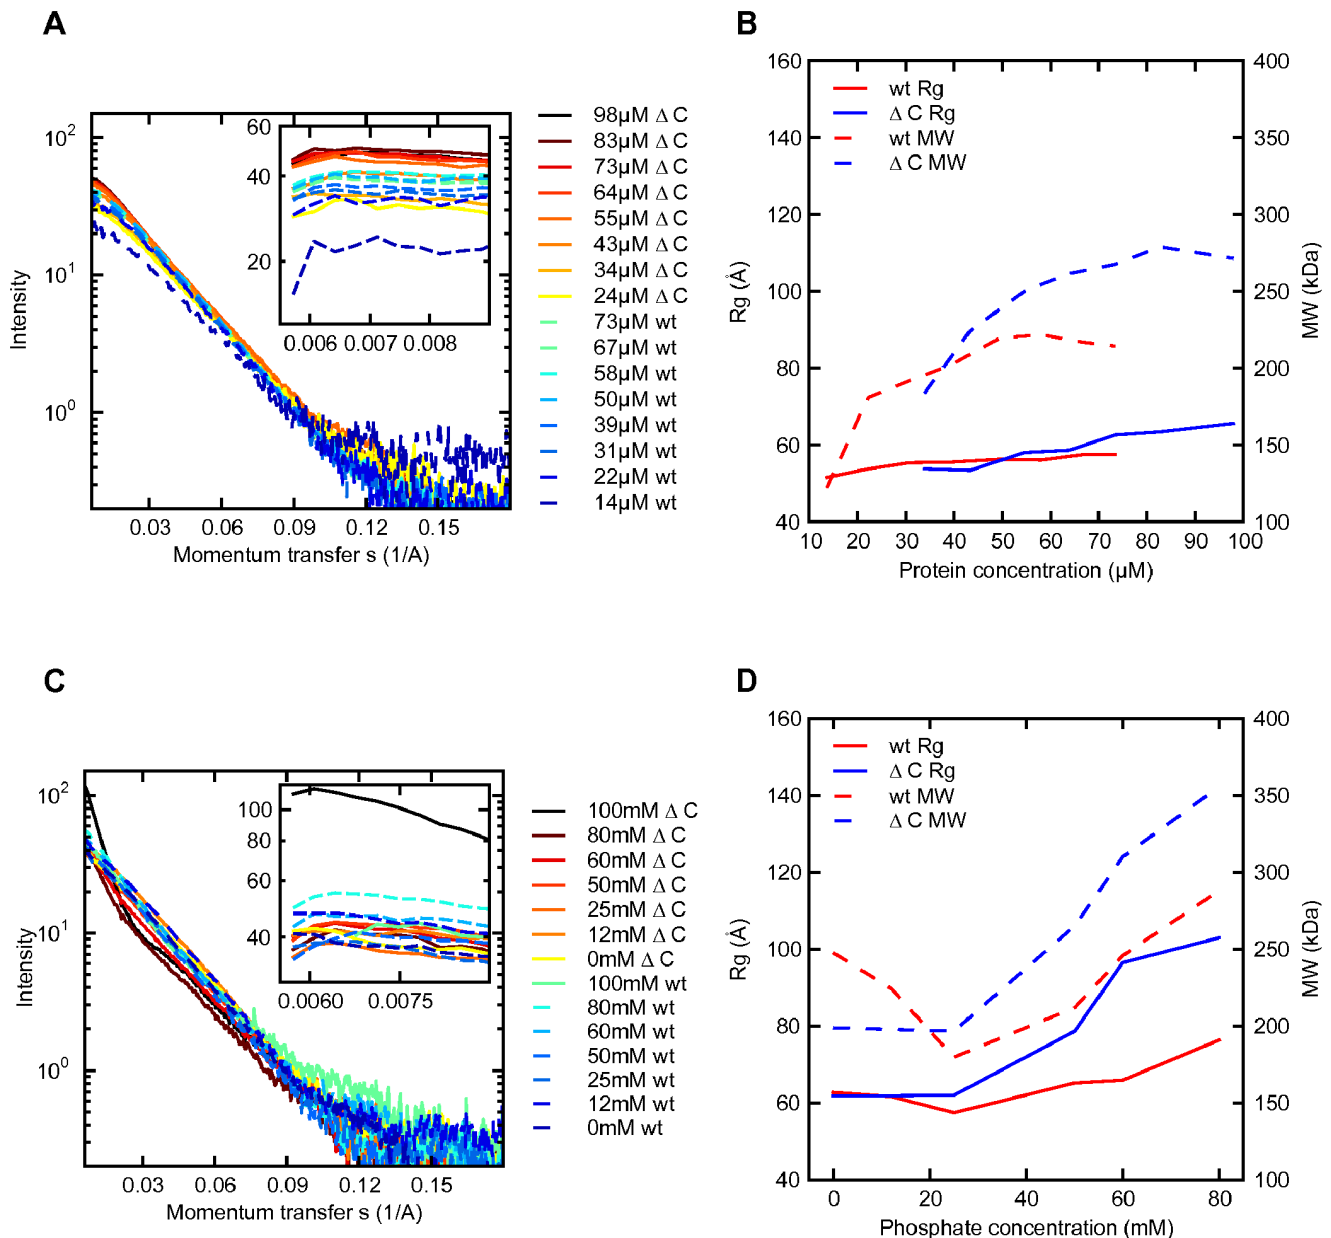 A
10²
10¹
10⁰
Intensity
0.03 0.06 0.09 0.12 0.15
Momentum transfer s (1/A)
60
40
20
0.006 0.007 0.008
98µM Δ C
83µM Δ C
73µM Δ C
64µM Δ C
55µM Δ C
43µM Δ C
34µM Δ C
24µM Δ C
73µM wt
67µM wt
58µM wt
50µM wt
39µM wt
31µM wt
22µM wt
14µM wt
B
160
140
120
100
80
60
40
Rg (Å)
wt Rg
Δ C Rg
wt MW
Δ C MW
400
350
300
250
200
150
100
MW (kDa)
10 20 30 40 50 60 70 80 90 100
Protein concentration (µM)
C
10²
10¹
10⁰
Intensity
0.03 0.06 0.09 0.12 0.15
Momentum transfer s (1/A)
100
80
60
40
0.0060 0.0075
100mM Δ C
80mM Δ C
60mM Δ C
50mM Δ C
25mM Δ C
12mM Δ C
0mM Δ C
100mM wt
80mM wt
60mM wt
50mM wt
25mM wt
12mM wt
0mM wt
D
160
140
120
100
80
60
40
Rg (Å)
wt Rg
Δ C Rg
wt MW
Δ C MW
400
350
300
250
200
150
100
MW (kDa)
0 20 40 60 80
Phosphate concentration (mM)